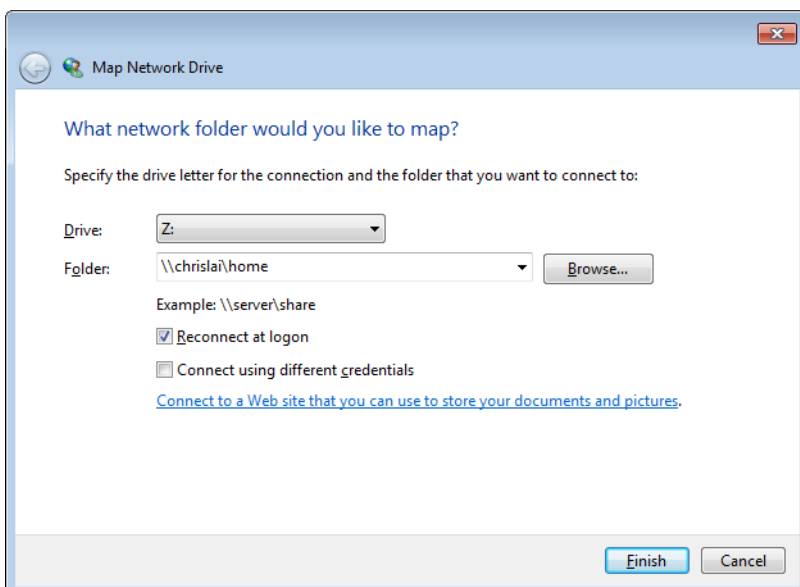 Map Network Drive
What network folder would you like to map?
Specify the drive letter for the connection and the folder that you want to connect to:
Drive: Z:
Folder: \\chrislai\home Browse...
Example: \\server\share
Reconnect at logon
Connect using different credentials
Connect to a Web site that you can use to store your documents and pictures.
Finish Cancel